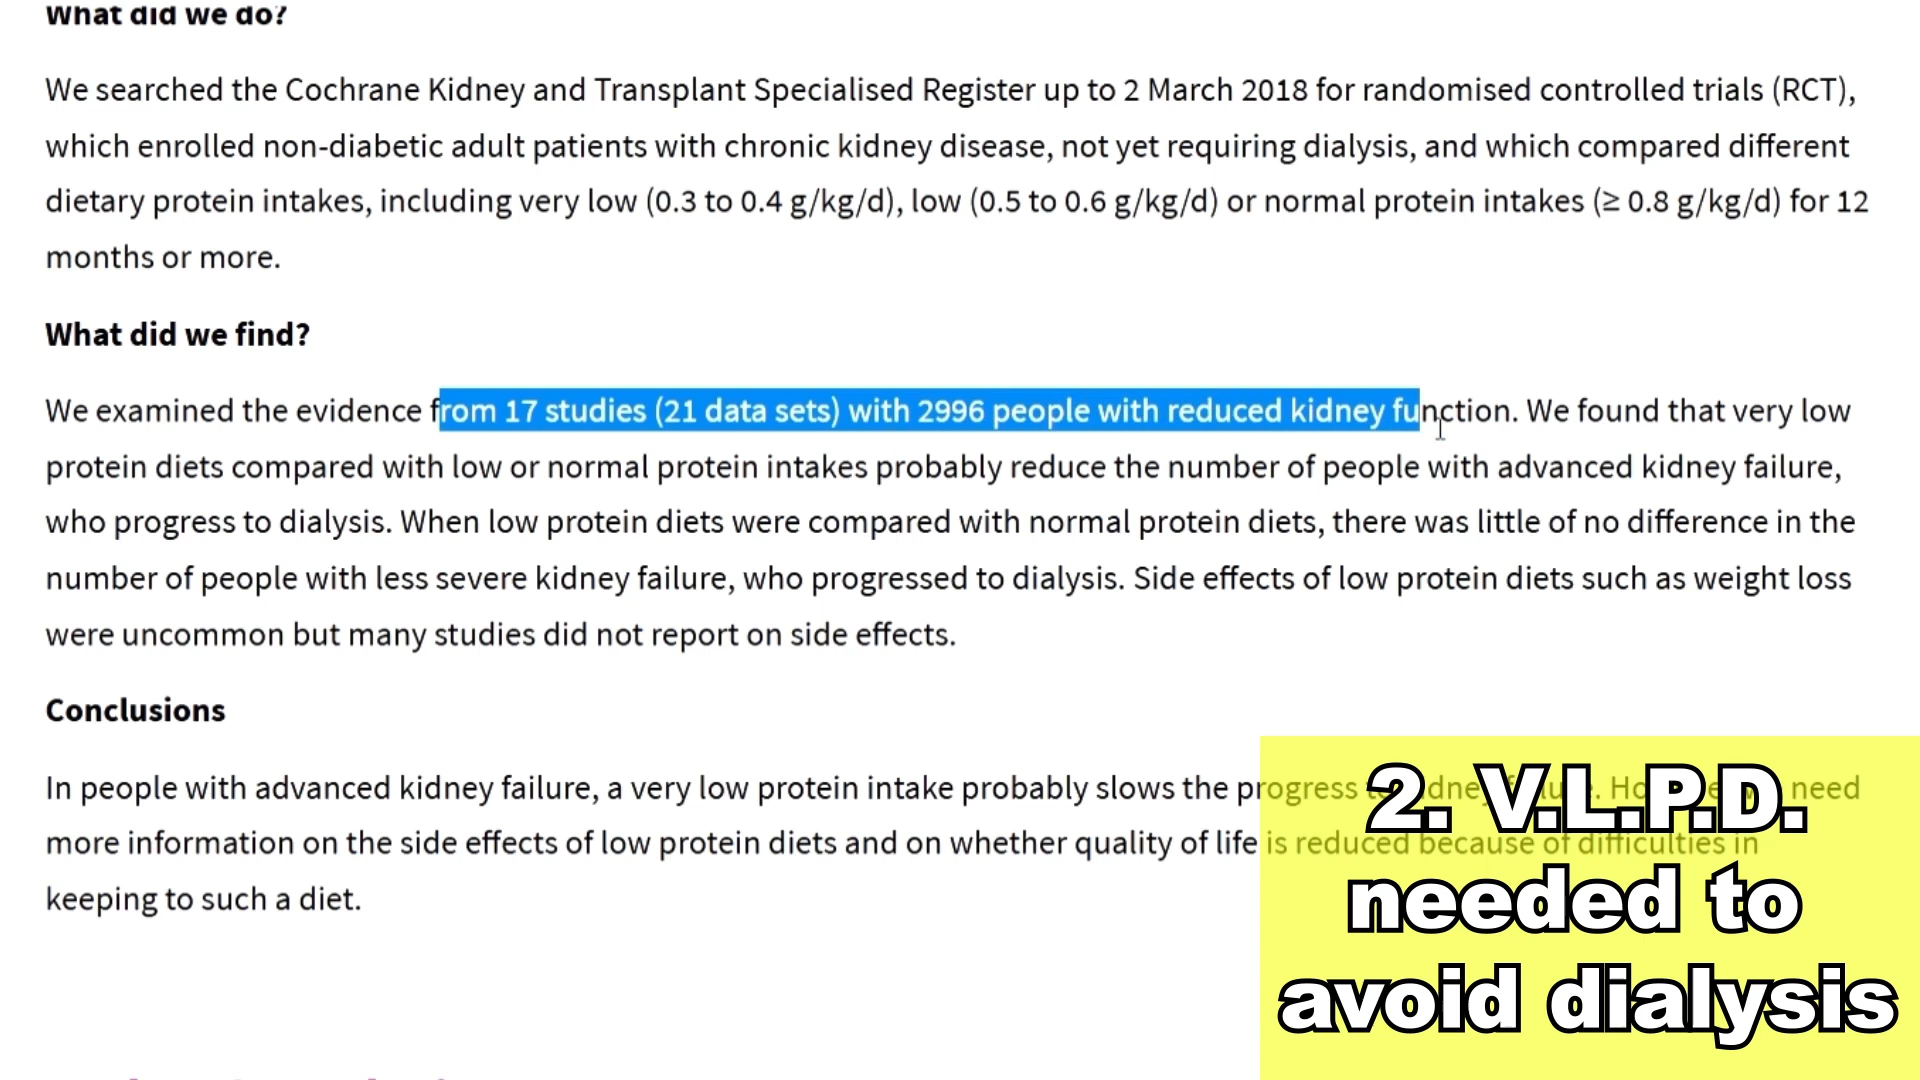 What did we do?
We searched the Cochrane Kidney and Transplant Specialised Register up to 2 March 2018 for randomised controlled trials (RCT),
which enrolled non-diabetic adult patients with chronic kidney disease, not yet requiring dialysis, and which compared different
dietary protein intakes, including very low (0.3 to 0.4 g/kg/d), low (0.5 to 0.6 g/kg/d) or normal protein intakes (≥ 0.8 g/kg/d) for 12
months or more.
What did we find?
We examined the evidence from 17 studies (21 data sets) with 2996 people with reduced kidney function. We found that very low
protein diets compared with low or normal protein intakes probably reduce the number of people with advanced kidney failure,
who progress to dialysis. When low protein diets were compared with normal protein diets, there was little of no difference in the
number of people with less severe kidney failure, who progressed to dialysis. Side effects of low protein diets such as weight loss
were uncommon but many studies did not report on side effects.
Conclusions
In people with advanced kidney failure, a very low protein intake probably slows the progress need
more information on the side effects of low protein diets and on whether quality of life is reduced because of difficulties in
keeping to such a diet.
2. V.L.P.D.
needed to
avoid dialysis